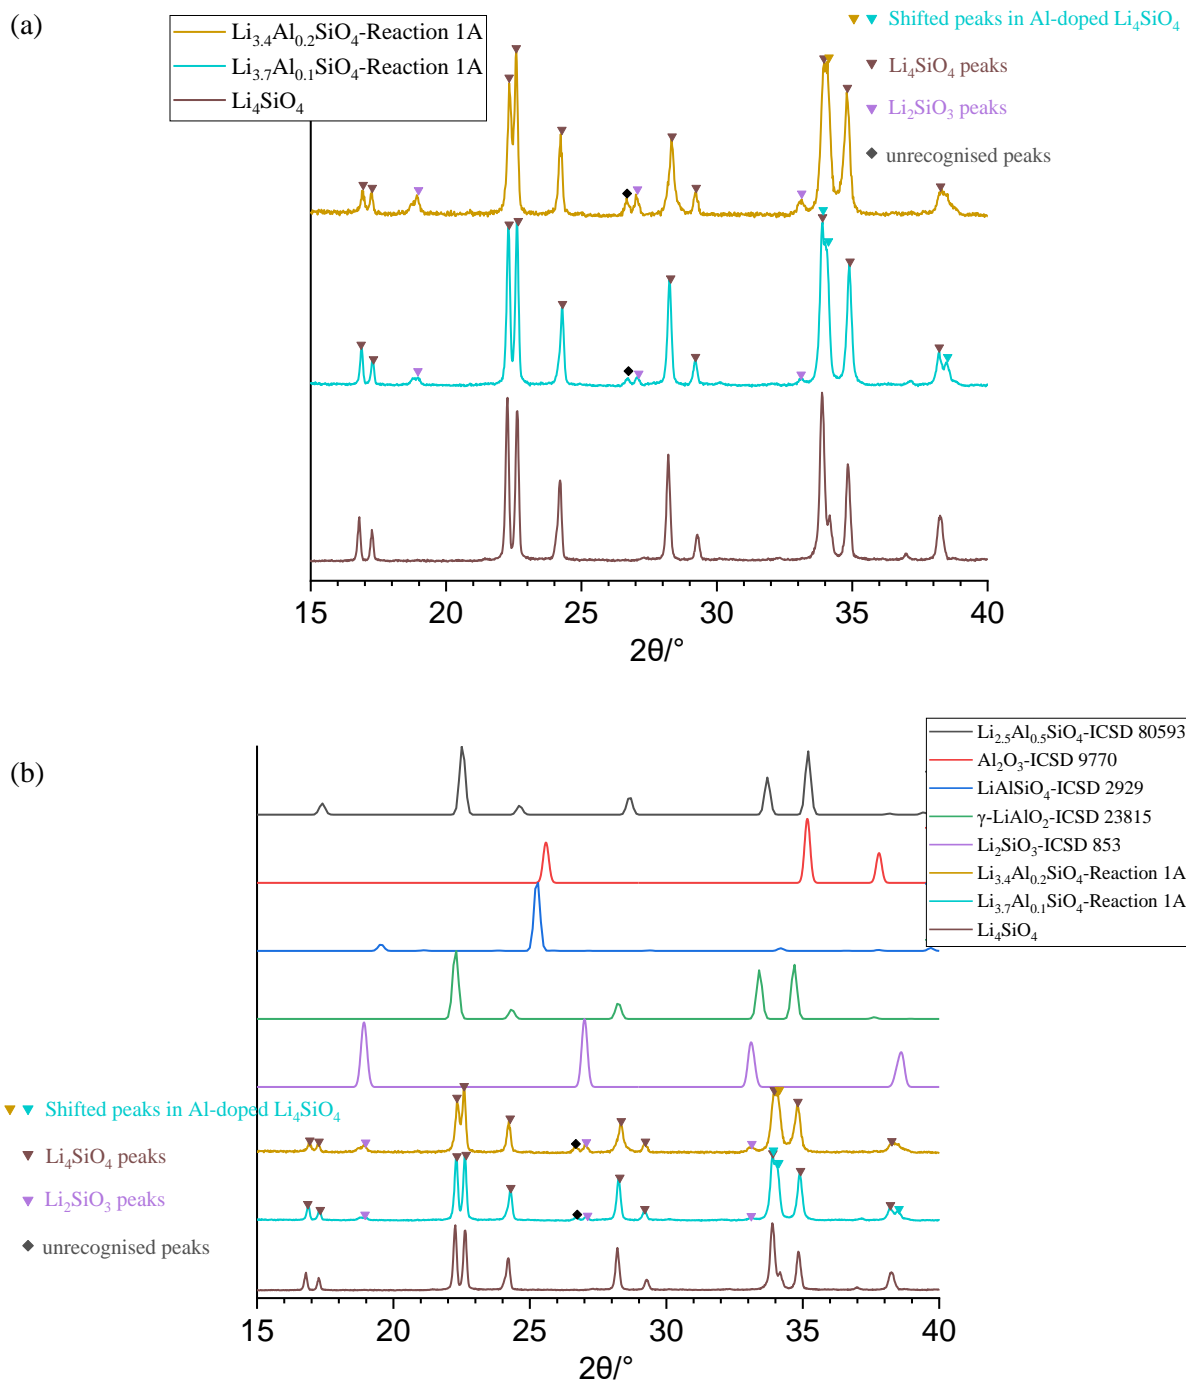 (a)
Li₃.₄Al₀.₂SiO₄-Reaction 1A
Li₃.₇Al₀.₁SiO₄-Reaction 1A
Li₄SiO₄
Shifted peaks in Al-doped Li₄SiO₄
Li₄SiO₄ peaks
Li₂SiO₃ peaks
unrecognised peaks
15 20 25 30 35 40
2θ/°
(b)
Li₂.₅Al₀.₅SiO₄-ICSD 80593
Al₂O₃-ICSD 9770
LiAlSiO₄-ICSD 2929
γ-LiAlO₂-ICSD 23815
Li₂SiO₃-ICSD 853
Li₃.₄Al₀.₂SiO₄-Reaction 1A
Li₃.₇Al₀.₁SiO₄-Reaction 1A
Li₄SiO₄
Shifted peaks in Al-doped Li₄SiO₄
Li₄SiO₄ peaks
Li₂SiO₃ peaks
unrecognised peaks
15 20 25 30 35 40
2θ/°